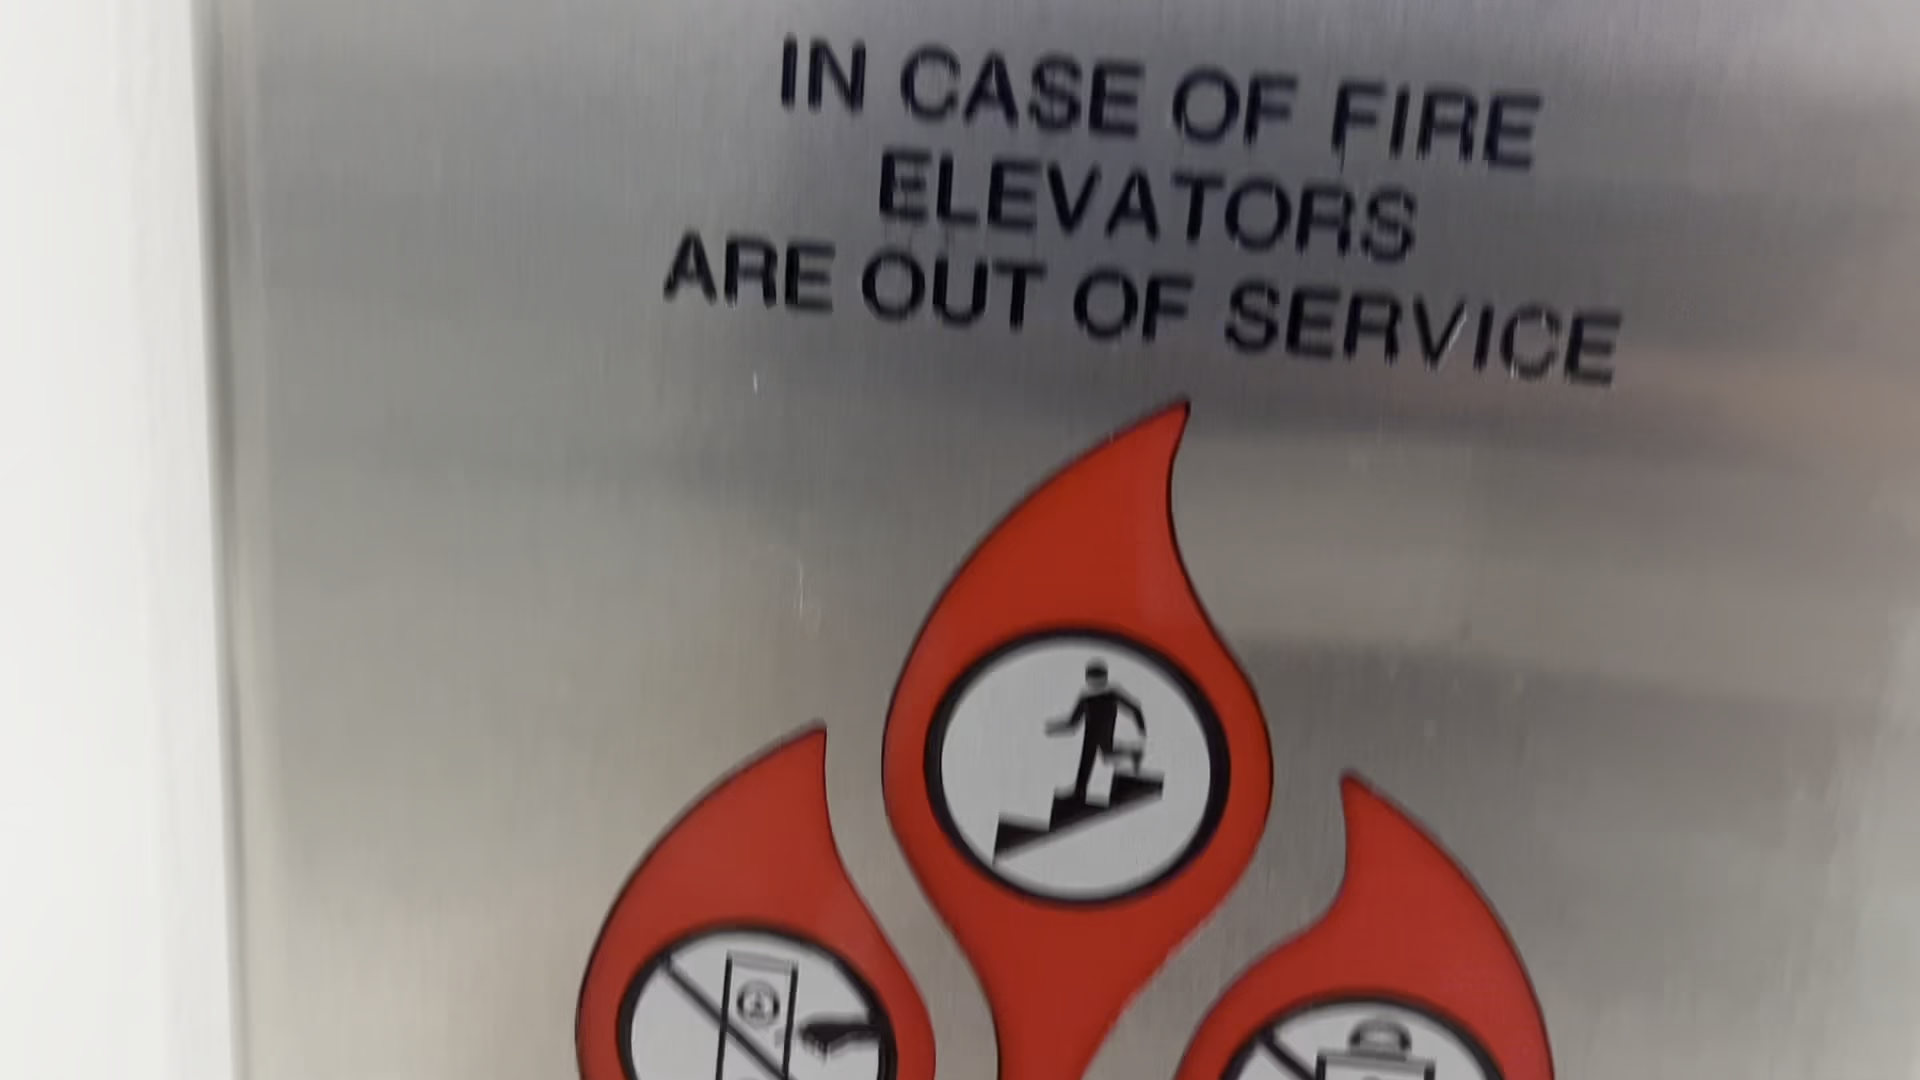 IN CASE OF FIRE
ELEVATORS
ARE OUT OF SERVICE